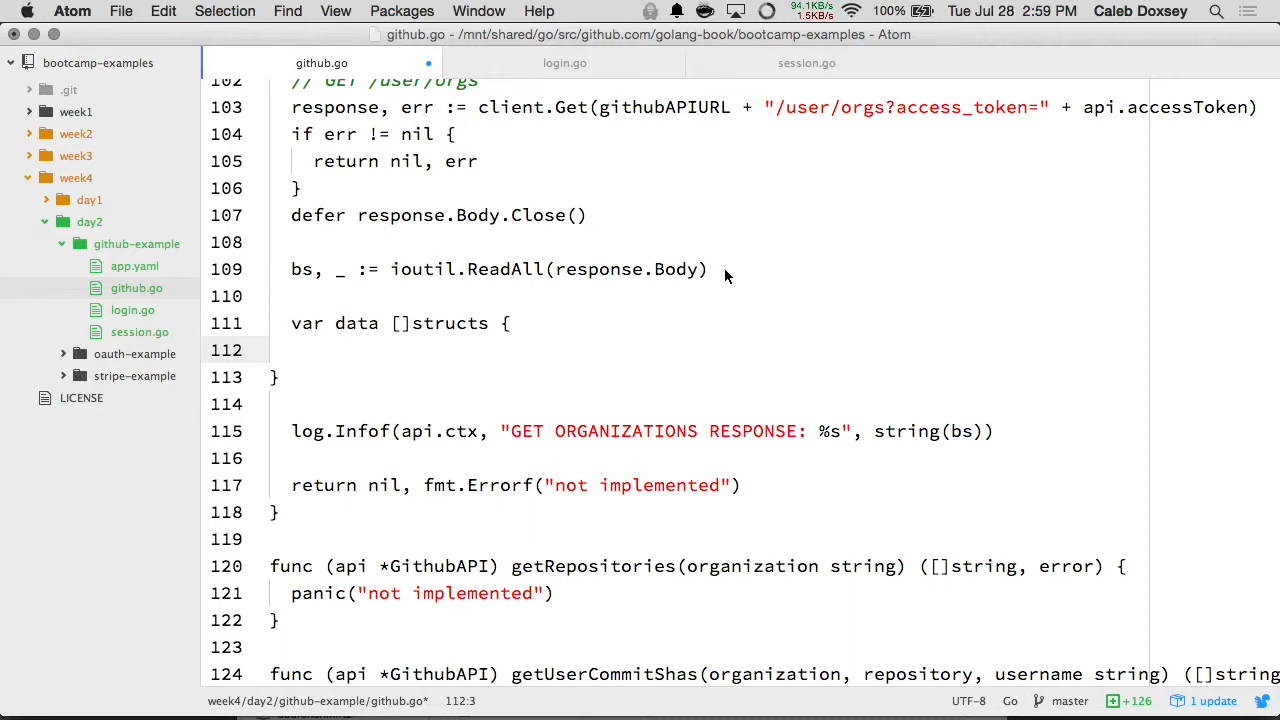 Atom File Edit Selection Find View Packages Window Help 94.1KB/s 1.5KB/s 100% Tue Jul 28 2:59 PM Caleb Doxsey
github.go - /mnt/shared/go/src/github.com/golang-book/bootcamp-examples - Atom
bootcamp-examples
.git
week1
week2
week3
week4
day1
day2
github-example
app.yaml
github.go
login.go
session.go
oauth-example
stripe-example
LICENSE
github.go login.go session.go
102 // GET /user/orgs
103 response, err := client.Get(githubAPIURL + "/user/orgs?access_token=" + api.accessToken)
104 if err != nil {
105 return nil, err
106 }
107 defer response.Body.Close()
108
109 bs, _ := ioutil.ReadAll(response.Body)
110
111 var data []structs {
112
113 }
114
115 log.Infof(api.ctx, "GET ORGANIZATIONS RESPONSE: %s", string(bs))
116
117 return nil, fmt.Errorf("not implemented")
118 }
119
120 func (api *GithubAPI) getRepositories(organization string) ([]string, error) {
121 panic("not implemented")
122 }
123
124 func (api *GithubAPI) getUserCommitShas(organization, repository, username string) ([]string
week4/day2/github-example/github.go* 112:3 UTF-8 Go master +126 1 update